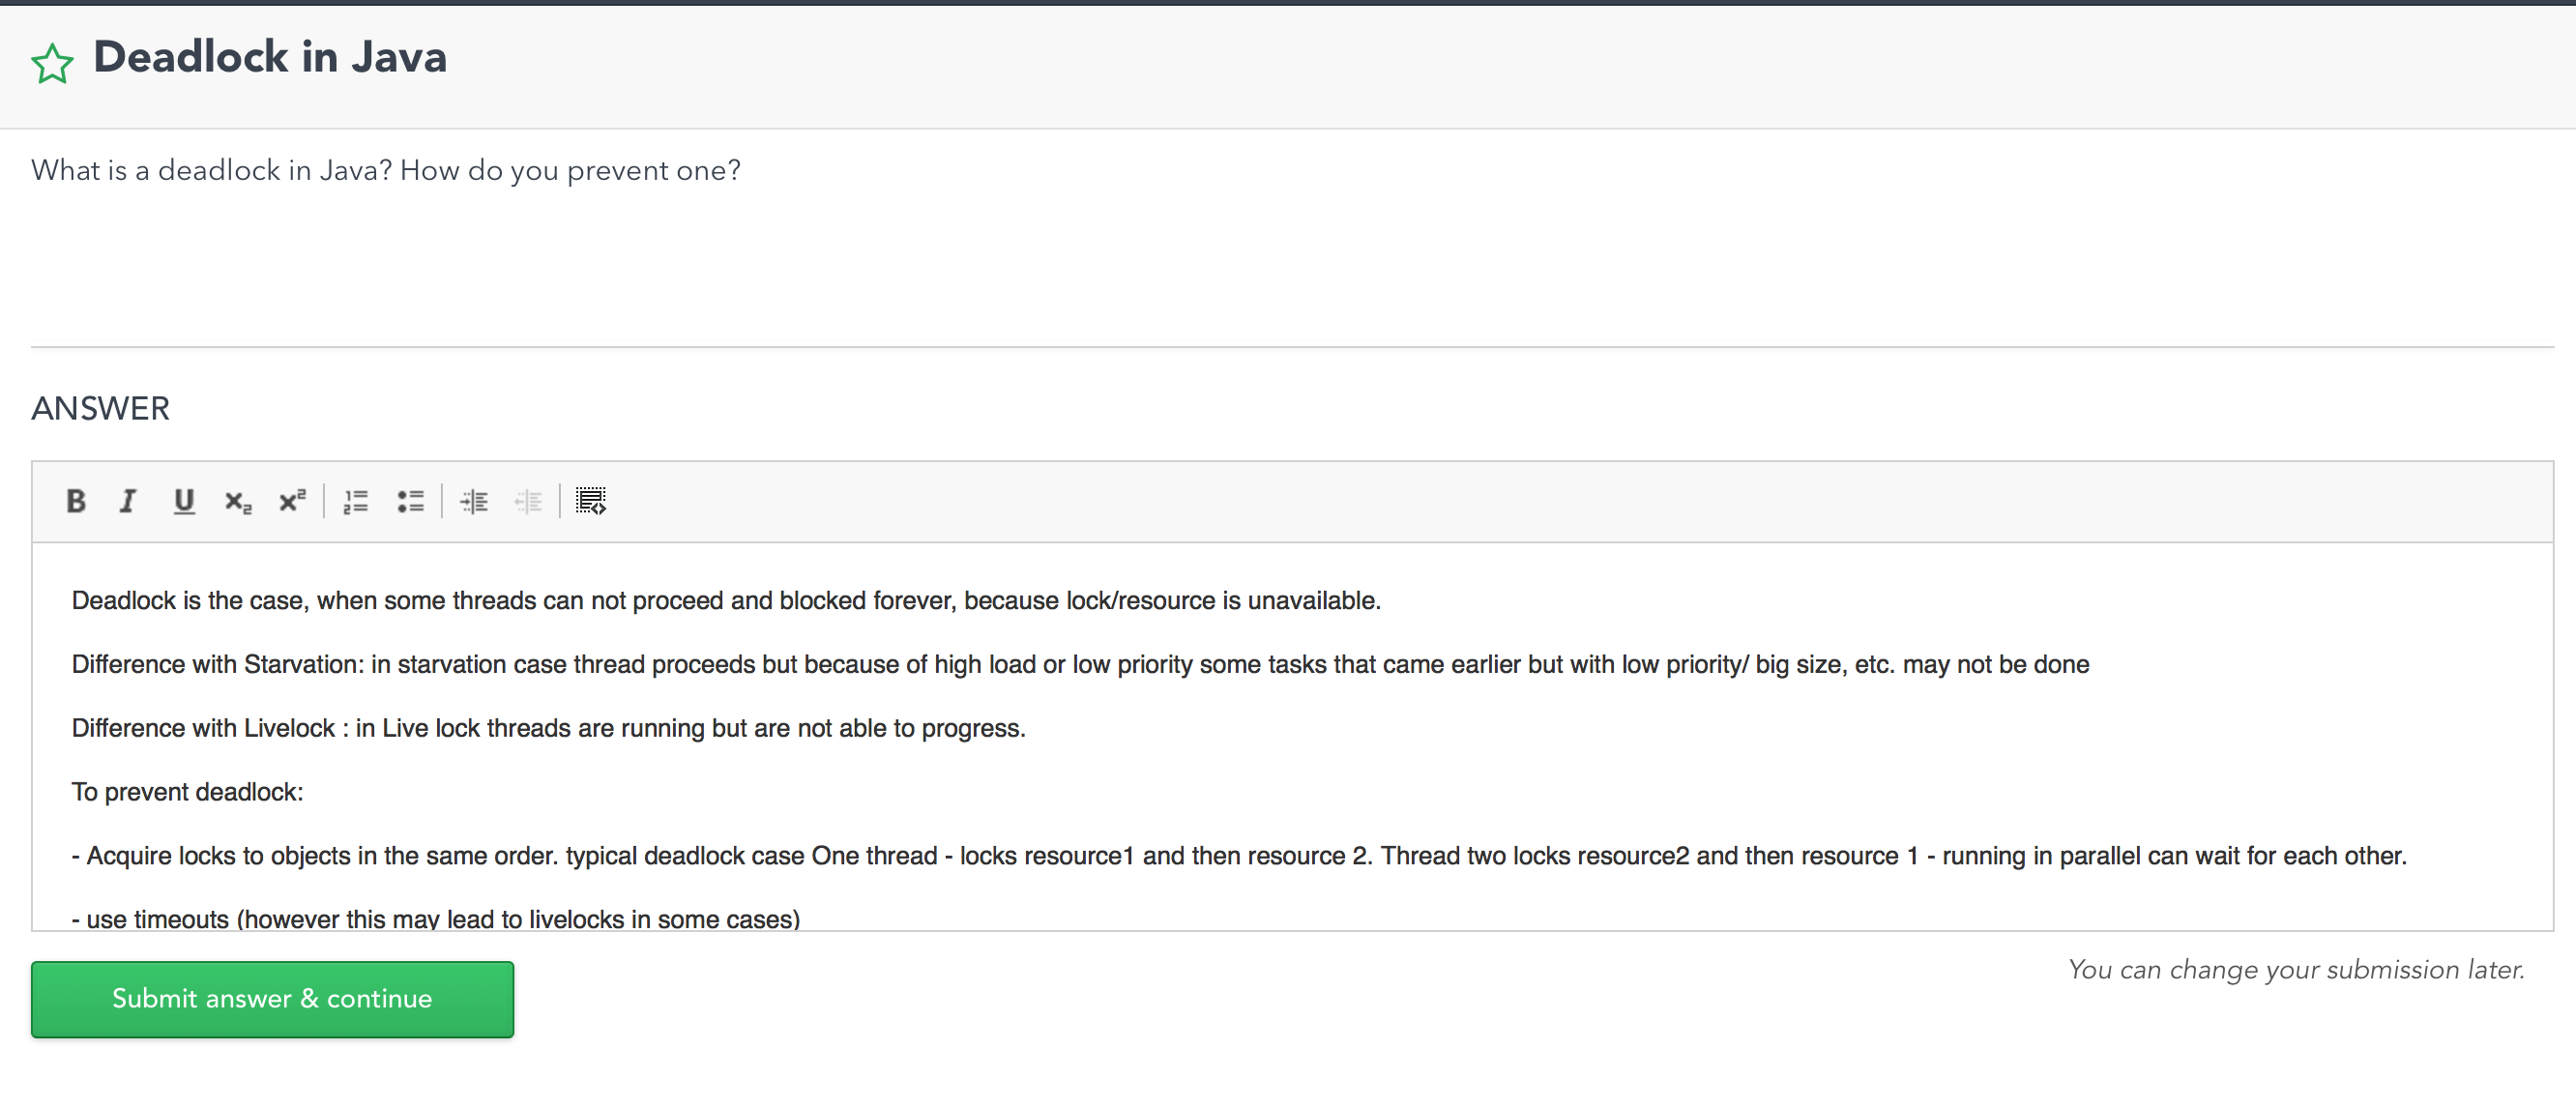 Deadlock in Java
What is a deadlock in Java? How do you prevent one?
ANSWER
B I U x₂ x²
Deadlock is the case, when some threads can not proceed and blocked forever, because lock/resource is unavailable.
Difference with Starvation: in starvation case thread proceeds but because of high load or low priority some tasks that came earlier but with low priority/ big size, etc. may not be done
Difference with Livelock : in Live lock threads are running but are not able to progress.
To prevent deadlock:
- Acquire locks to objects in the same order. typical deadlock case One thread - locks resource1 and then resource 2. Thread two locks resource2 and then resource 1 - running in parallel can wait for each other.
- use timeouts (however this may lead to livelocks in some cases)
You can change your submission later.
Submit answer & continue